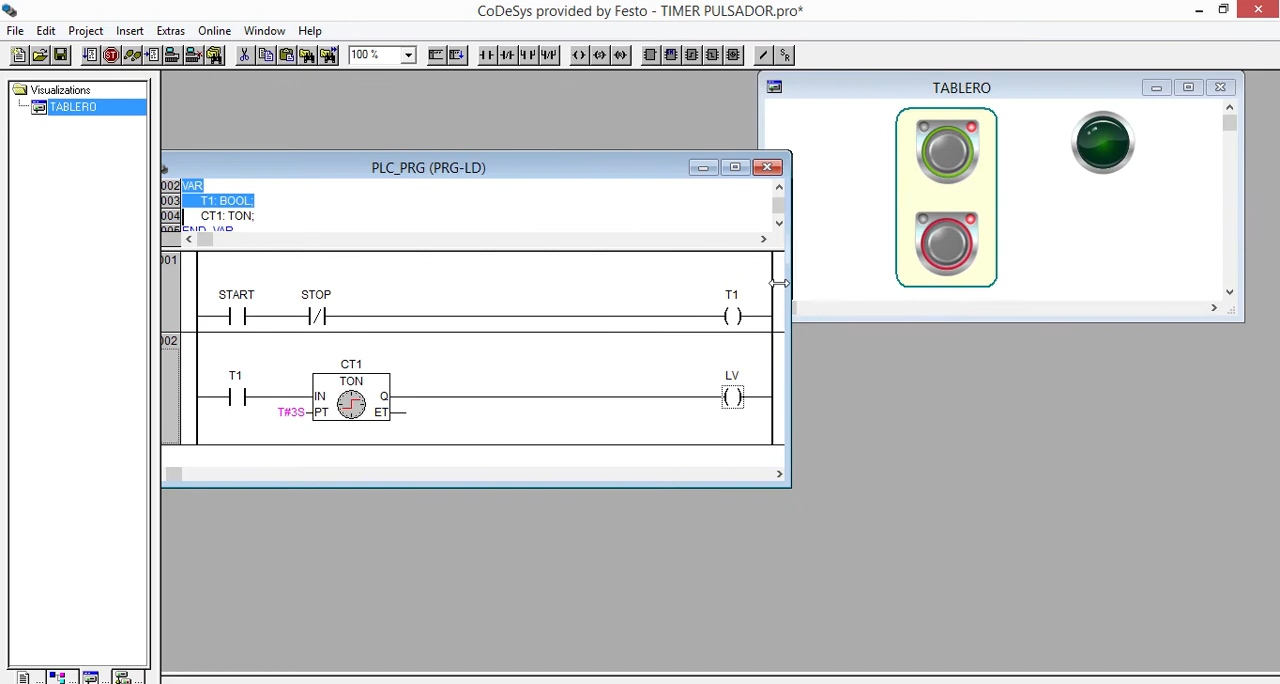 CoDeSys provided by Festo - TIMER PULSADOR.pro*
File Edit Project Insert Extras Online Window Help
100 %
Visualizations
TABLERO
TABLERO
PLC_PRG (PRG-LD)
002 VAR
003 T1: BOOL;
004 CT1: TON;
005 END_VAR
001
START STOP T1
002
T1 CT1 LV
TON
IN Q
T#3S PT ET